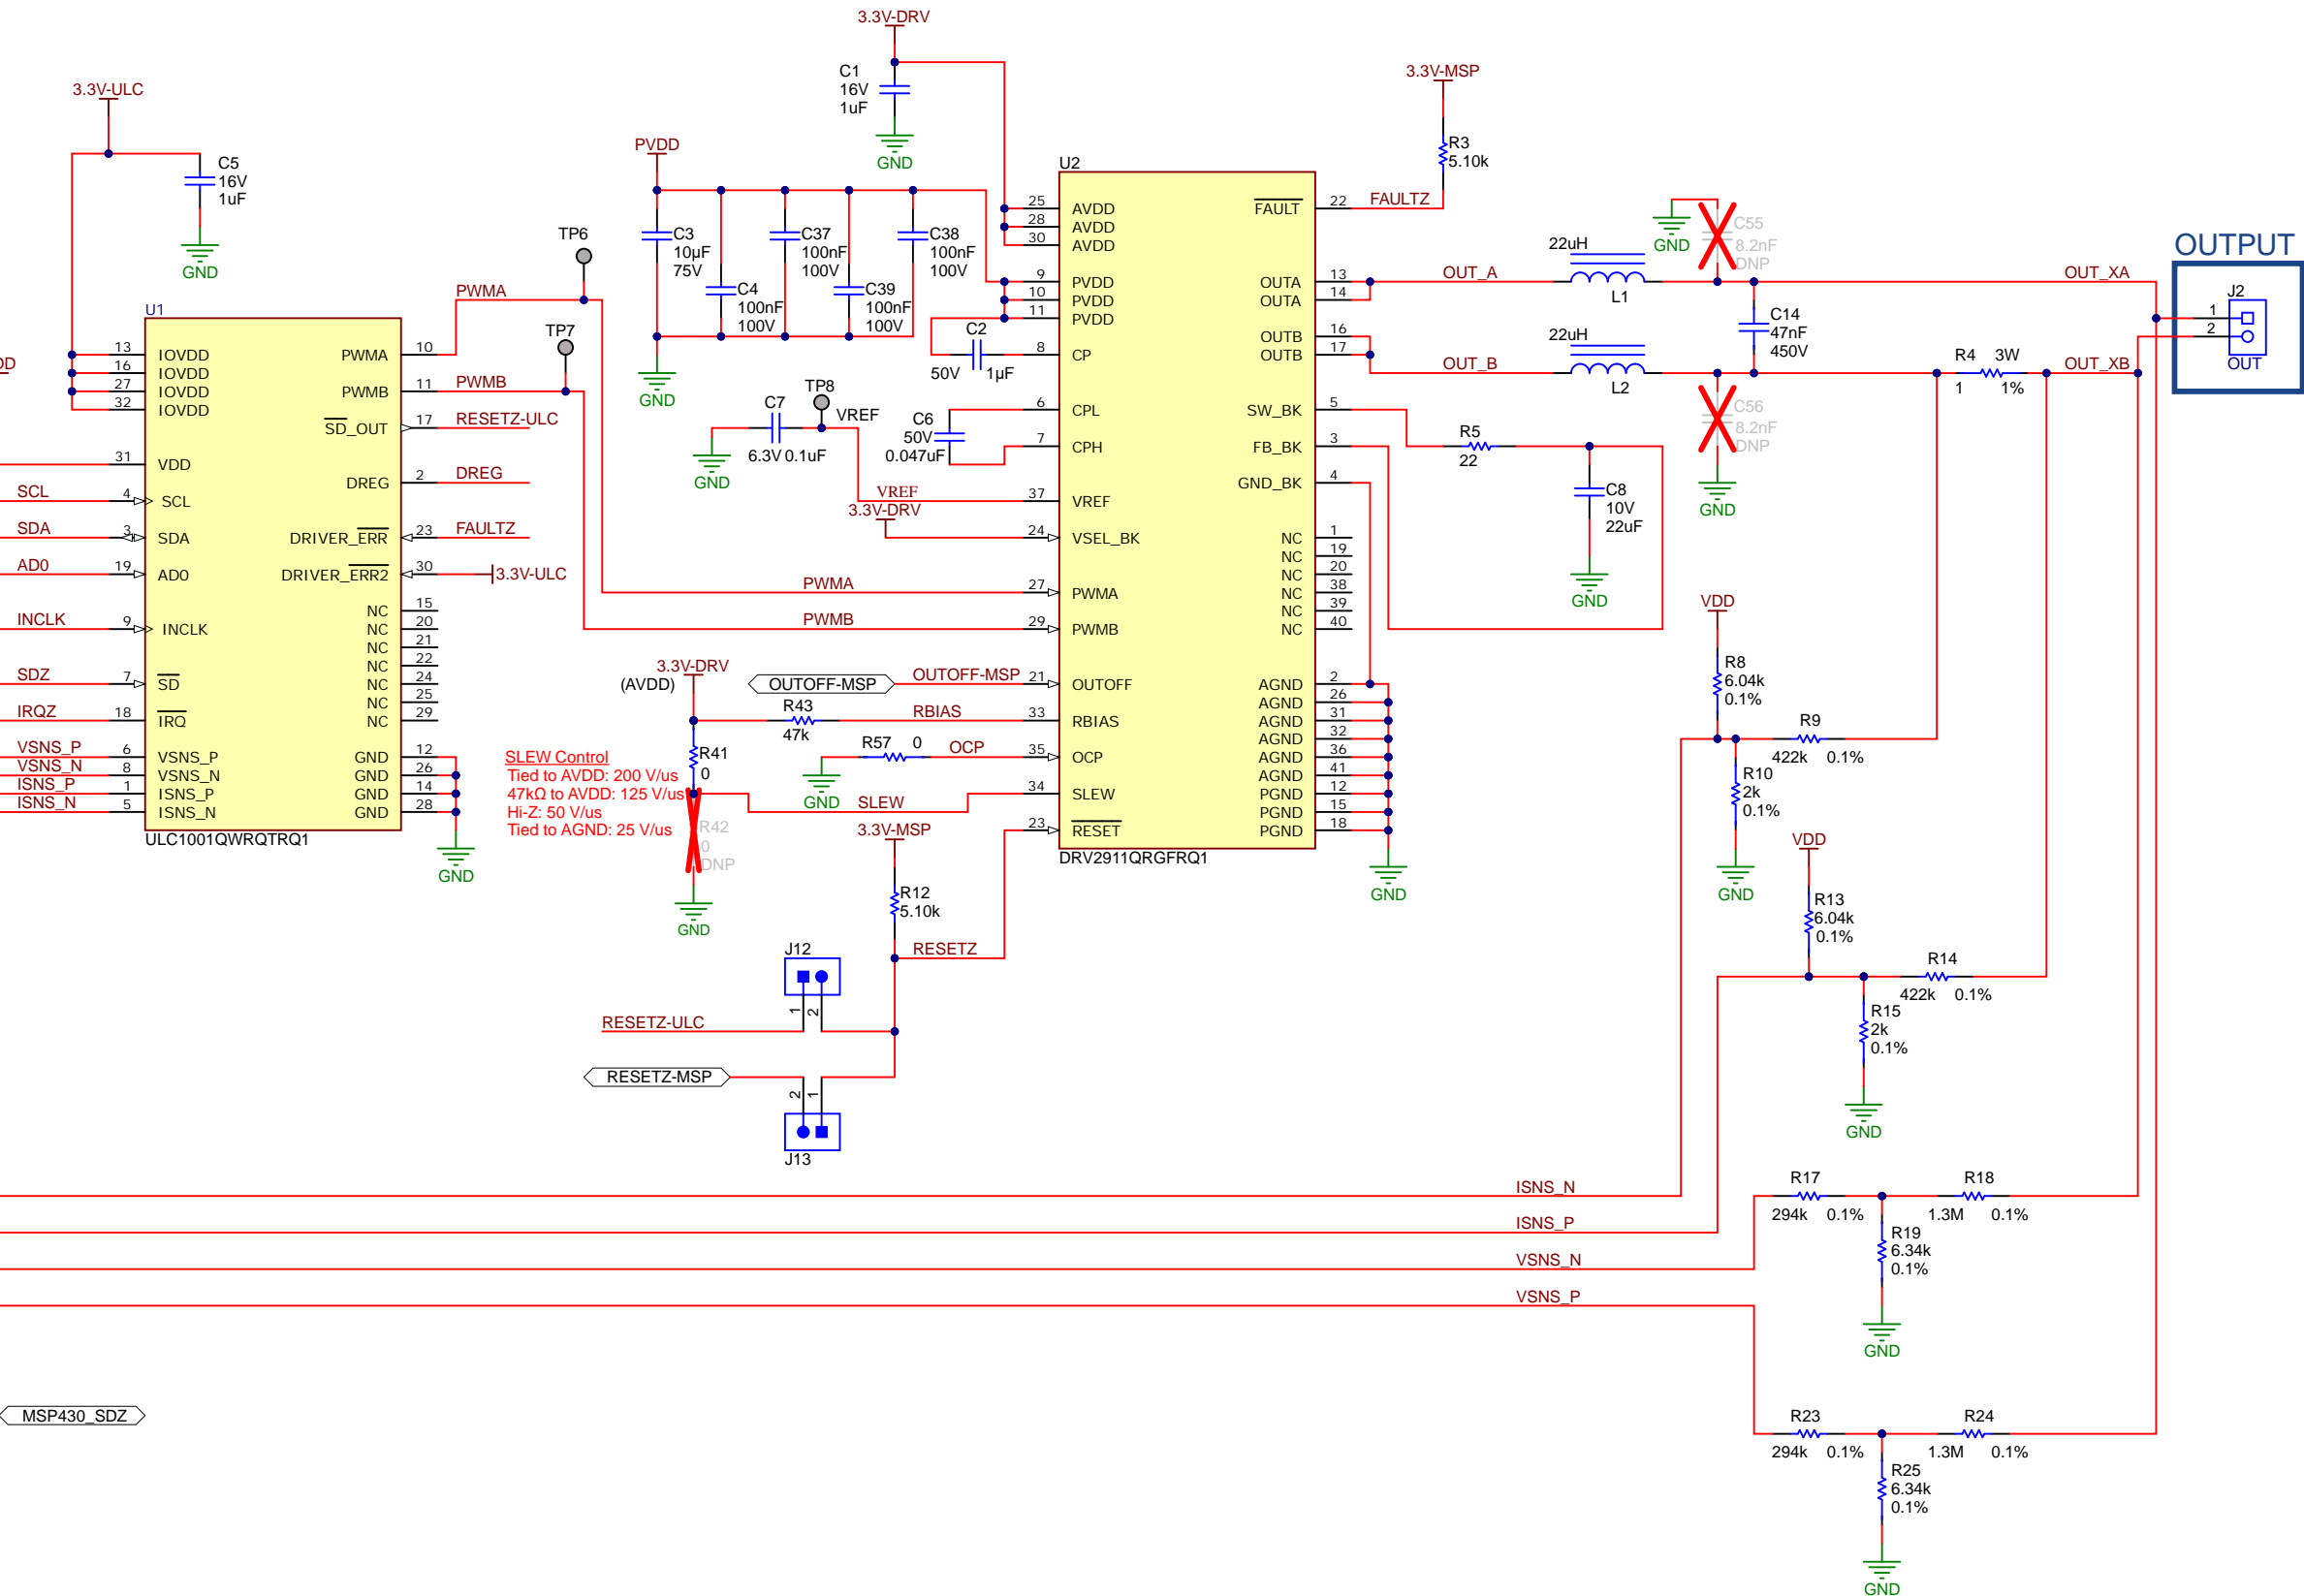 3.3V-DRV
C1
16V
1uF
GND
3.3V-ULC
C5
16V
1uF
GND
3.3V-MSP
R3
5.10k
PVDD
C3
10µF
75V
C4
100nF
100V
C37
100nF
100V
C39
100nF
100V
C38
100nF
100V
GND
TP6
PWMA
TP7
PWMB
U1
13 IOVDD
16 IOVDD
27 IOVDD
32 IOVDD
31 VDD
SCL 4 SCL
SDA 3 SDA
AD0 19 AD0
INCLK 9 INCLK
SDZ 7 SD
IRQZ 18 IRQ
VSNS_P 6 VSNS_P
VSNS_N 8 VSNS_N
ISNS_P 1 ISNS_P
ISNS_N 5 ISNS_N
PWMA 10
PWMB 11
SD_OUT 17 RESETZ-ULC
DREG 2 DREG
DRIVER_ERR 23 FAULTZ
DRIVER_ERR2 30 3.3V-ULC
NC 15
NC 20
NC 21
NC 22
NC 24
NC 25
NC 29
GND 12
GND 26
GND 14
GND 28
ULC1001QWRQTRQ1
GND
C2
50V 1µF
TP8
C7
VREF
6.3V 0.1uF
GND
C6
50V
0.047uF
VREF
3.3V-DRV
PWMA
PWMB
3.3V-DRV
(AVDD)
OUTOFF-MSP
OUTOFF-MSP
R43
47k
RBIAS
R57 0
OCP
GND
R41
0
SLEW
SLEW Control
Tied to AVDD: 200 V/us
47kΩ to AVDD: 125 V/us
Hi-Z: 50 V/us
Tied to AGND: 25 V/us
R42
0
DNP
GND
3.3V-MSP
R12
5.10k
RESETZ
J12
1
2
RESETZ-ULC
RESETZ-MSP
2
1
J13
U2
25 AVDD
28 AVDD
30 AVDD
9 PVDD
10 PVDD
11 PVDD
8 CP
6 CPL
7 CPH
37 VREF
24 VSEL_BK
27 PWMA
29 PWMB
21 OUTOFF
33 RBIAS
35 OCP
34 SLEW
23 RESET
FAULT 22 FAULTZ
OUTA 13
OUTA 14
OUTB 16
OUTB 17
SW_BK 5
FB_BK 3
GND_BK 4
NC 1
NC 19
NC 20
NC 38
NC 39
NC 40
AGND 2
AGND 26
AGND 31
AGND 32
AGND 36
AGND 41
PGND 12
PGND 15
PGND 18
DRV2911QRGFRQ1
GND
OUT_A
22uH
L1
GND
C55
8.2nF
DNP
OUT_B
22uH
L2
C14
47nF
450V
C56
8.2nF
DNP
GND
R4 3W
1 1%
OUT_XA
OUT_XB
OUTPUT
J2
1
2
OUT
R5
22
C8
10V
22uF
GND
VDD
R8
6.04k
0.1%
R9
422k 0.1%
R10
2k
0.1%
GND
VDD
R13
6.04k
0.1%
R14
422k 0.1%
R15
2k
0.1%
GND
ISNS_N
ISNS_P
VSNS_N
VSNS_P
R17
294k 0.1%
R18
1.3M 0.1%
R19
6.34k
0.1%
GND
R23
294k 0.1%
R24
1.3M 0.1%
R25
6.34k
0.1%
GND
MSP430_SDZ